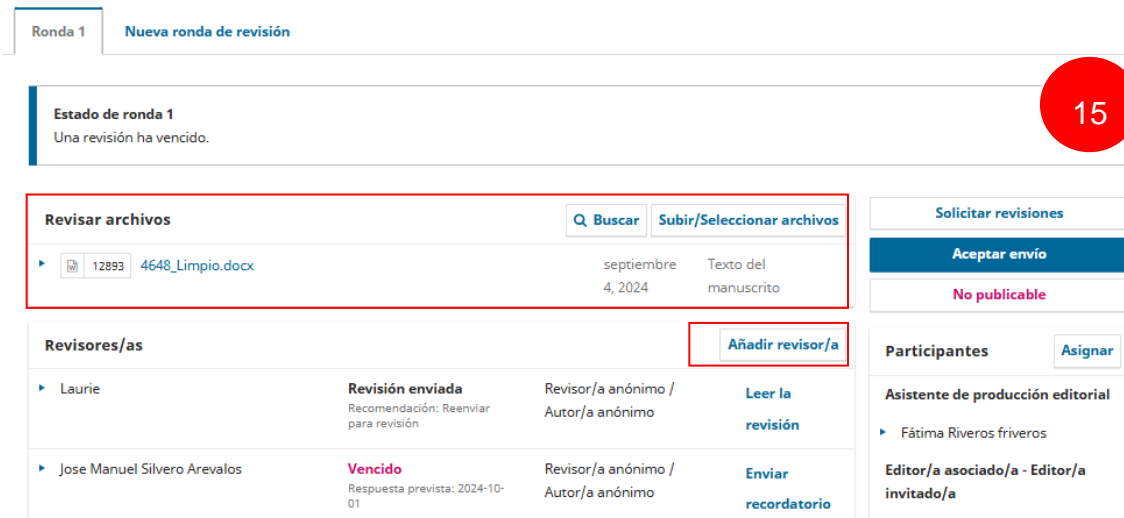 Ronda 1
Nueva ronda de revisión
Estado de ronda 1
Una revisión ha vencido.
15
Revisar archivos
Buscar
Subir/Seleccionar archivos
12893
4648_Limpio.docx
septiembre
4, 2024
Texto del
manuscrito
Solicitar revisiones
Aceptar envío
No publicable
Revisores/as
Añadir revisor/a
Laurie
Revisión enviada
Recomendación: Reenviar
para revisión
Revisor/a anónimo /
Autor/a anónimo
Leer la
revisión
Jose Manuel Silvero Arevalos
Vencido
Respuesta prevista: 2024-10-
01
Revisor/a anónimo /
Autor/a anónimo
Enviar
recordatorio
Participantes
Asignar
Asistente de producción editorial
Fátima Riveros friveros
Editor/a asociado/a - Editor/a
invitado/a